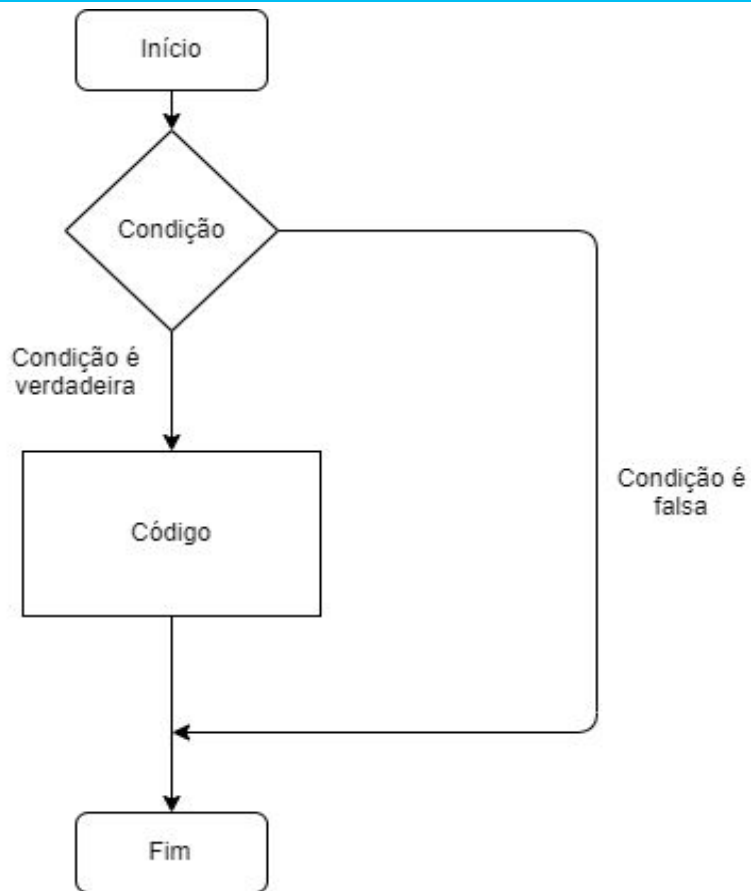 Início
Condição
Condição é
verdadeira
Código
Condição é
falsa
Fim